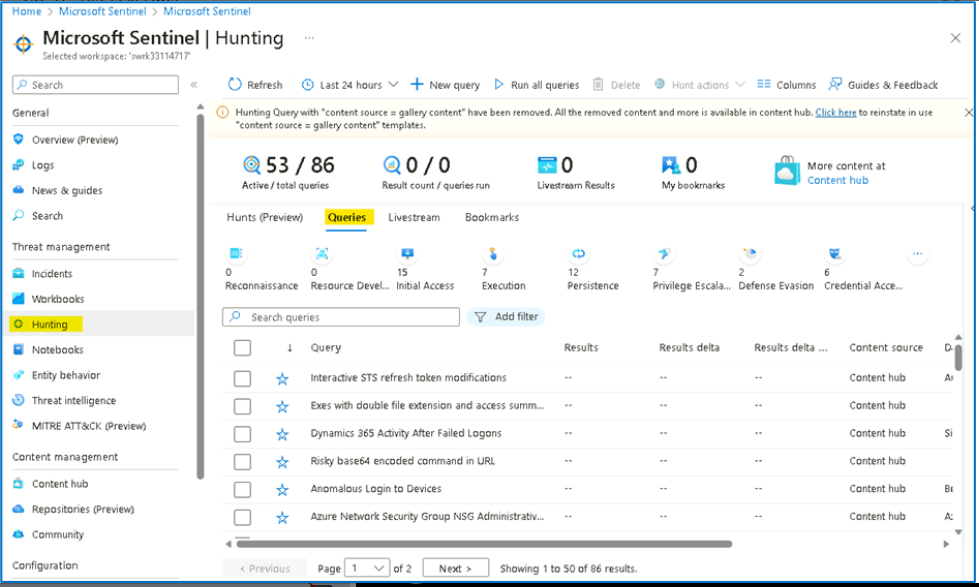 Home > Microsoft Sentinel > Microsoft Sentinel
Microsoft Sentinel | Hunting ...
Selected workspace: 'swrk33114717'
Search «
Refresh Last 24 hours New query Run all queries Delete Hunt actions Columns Guides & Feedback
General
Overview (Preview)
Logs
News & guides
Search
Threat management
Incidents
Workbooks
Hunting
Notebooks
Entity behavior
Threat intelligence
MITRE ATT&CK (Preview)
Content management
Content hub
Repositories (Preview)
Community
Configuration
Hunting Query with "content source = gallery content" have been removed. All the removed content and more is available in content hub. Click here to reinstate in use
"content source = gallery content" templates.
53 / 86
Active / total queries
0 / 0
Result count / queries run
0
Livestream Results
0
My bookmarks
More content at
Content hub
Hunts (Preview) Queries Livestream Bookmarks
0
Reconnaissance
0
Resource Devel...
15
Initial Access
7
Execution
12
Persistence
7
Privilege Escala...
2
Defense Evasion
6
Credential Acce...
...
Search queries Add filter
↓ Query Results Results delta Results delta ... Content source
Interactive STS refresh token modifications -- -- -- Content hub
Exes with double file extension and access summ... -- -- -- Content hub
Dynamics 365 Activity After Failed Logons -- -- -- Content hub Si
Risky base64 encoded command in URL -- -- -- Content hub
Anomalous Login to Devices -- -- -- Content hub
Azure Network Security Group NSG Administrativ... -- -- -- Content hub
< Previous Page 1 of 2 Next > Showing 1 to 50 of 86 results.